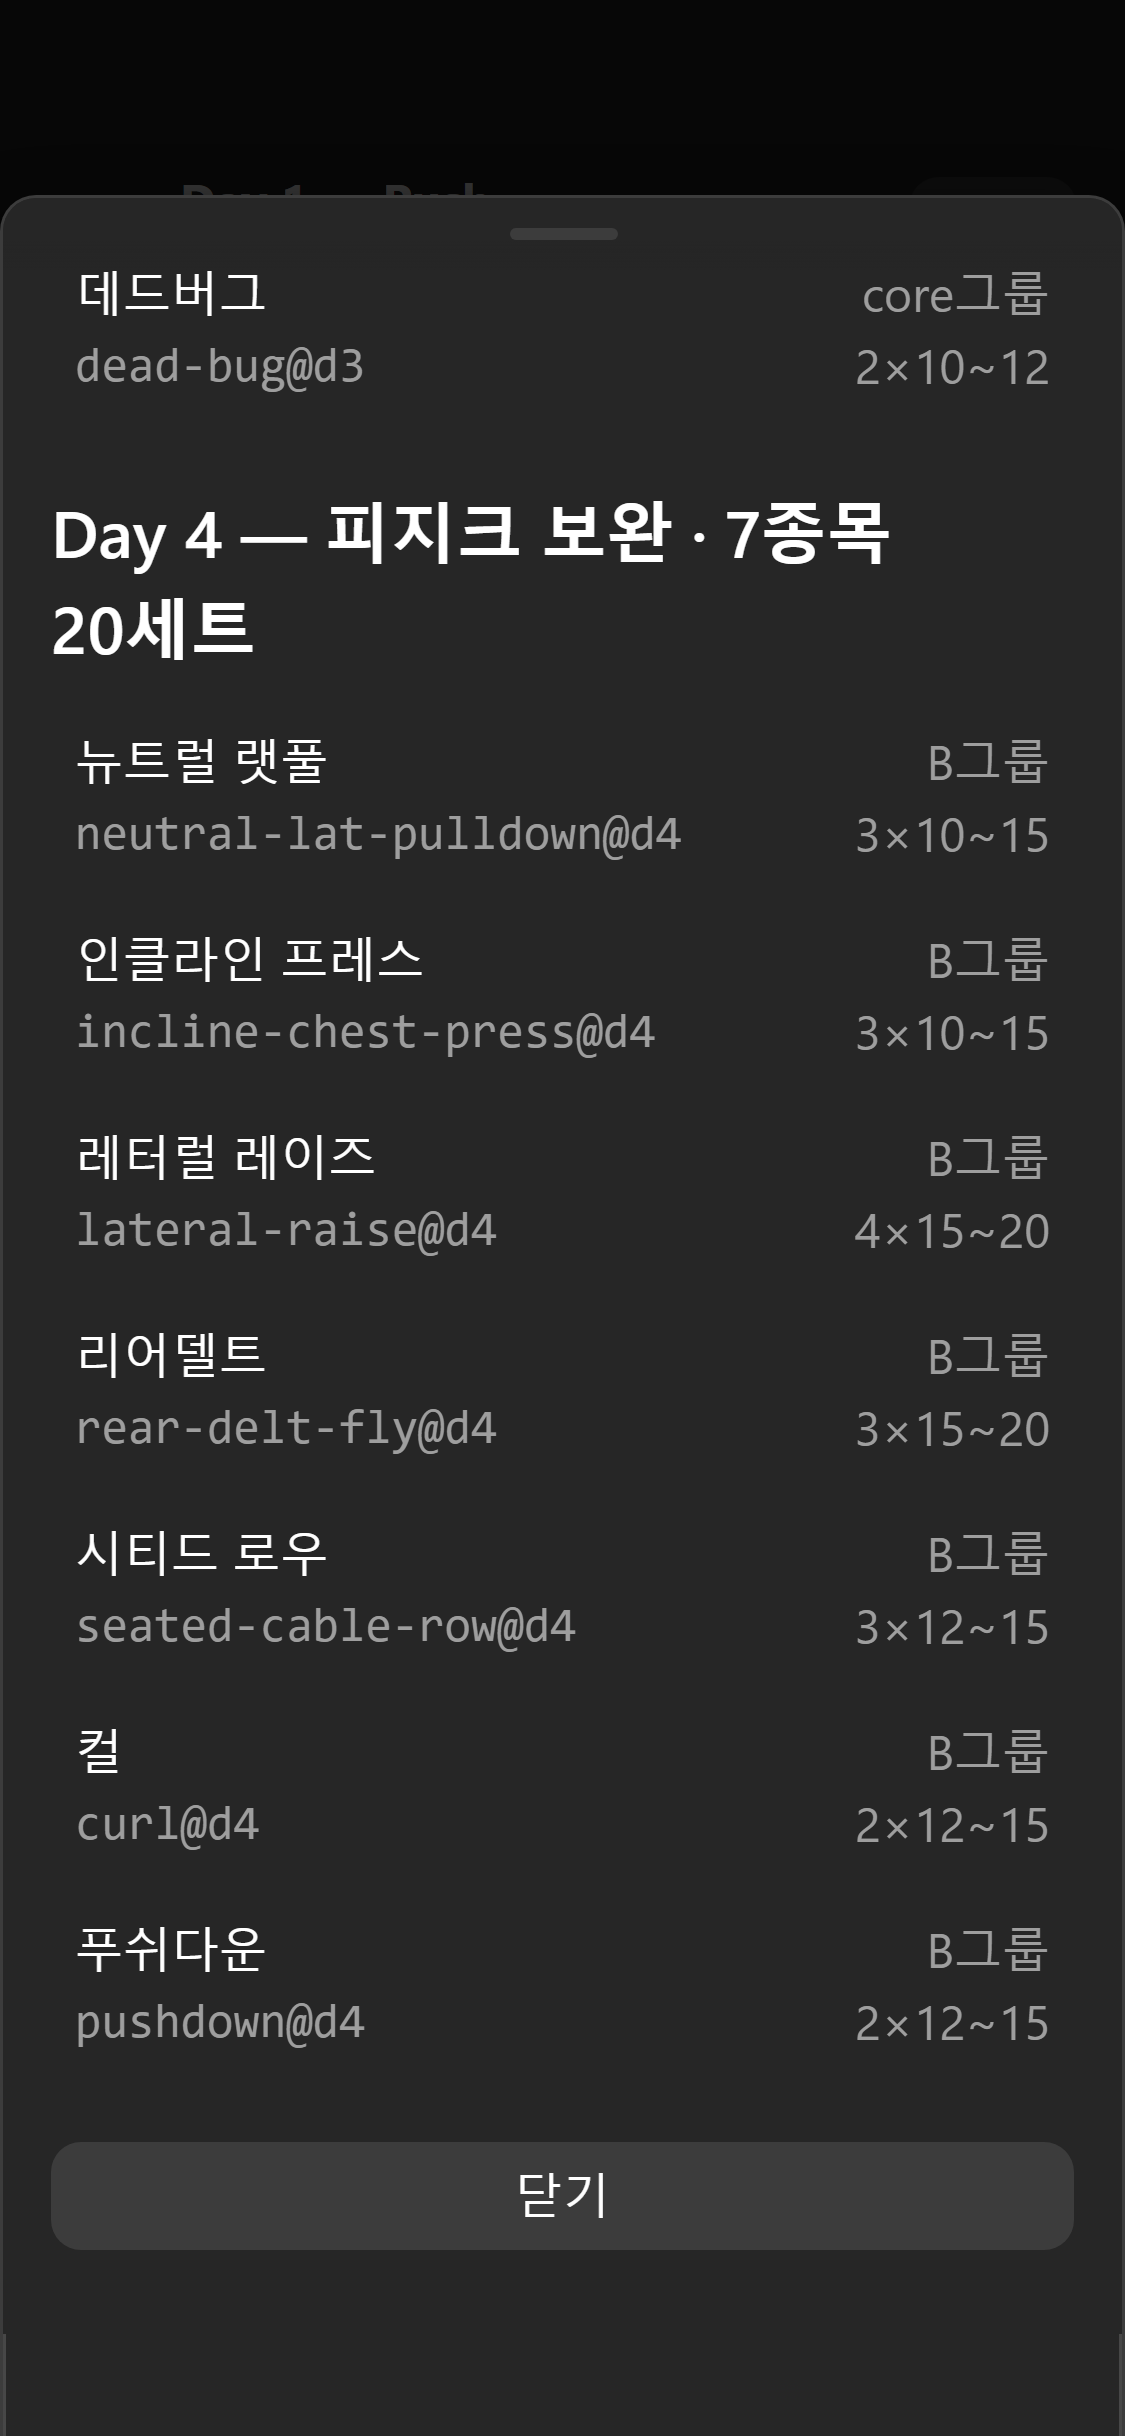 데드버그 core그룹
dead-bug@d3 2×10~12
Day 4 — 피지크 보완 · 7종목
20세트
뉴트럴 랫풀 B그룹
neutral-lat-pulldown@d4 3×10~15
인클라인 프레스 B그룹
incline-chest-press@d4 3×10~15
레터럴 레이즈 B그룹
lateral-raise@d4 4×15~20
리어델트 B그룹
rear-delt-fly@d4 3×15~20
시티드 로우 B그룹
seated-cable-row@d4 3×12~15
컬 B그룹
curl@d4 2×12~15
푸쉬다운 B그룹
pushdown@d4 2×12~15
닫기